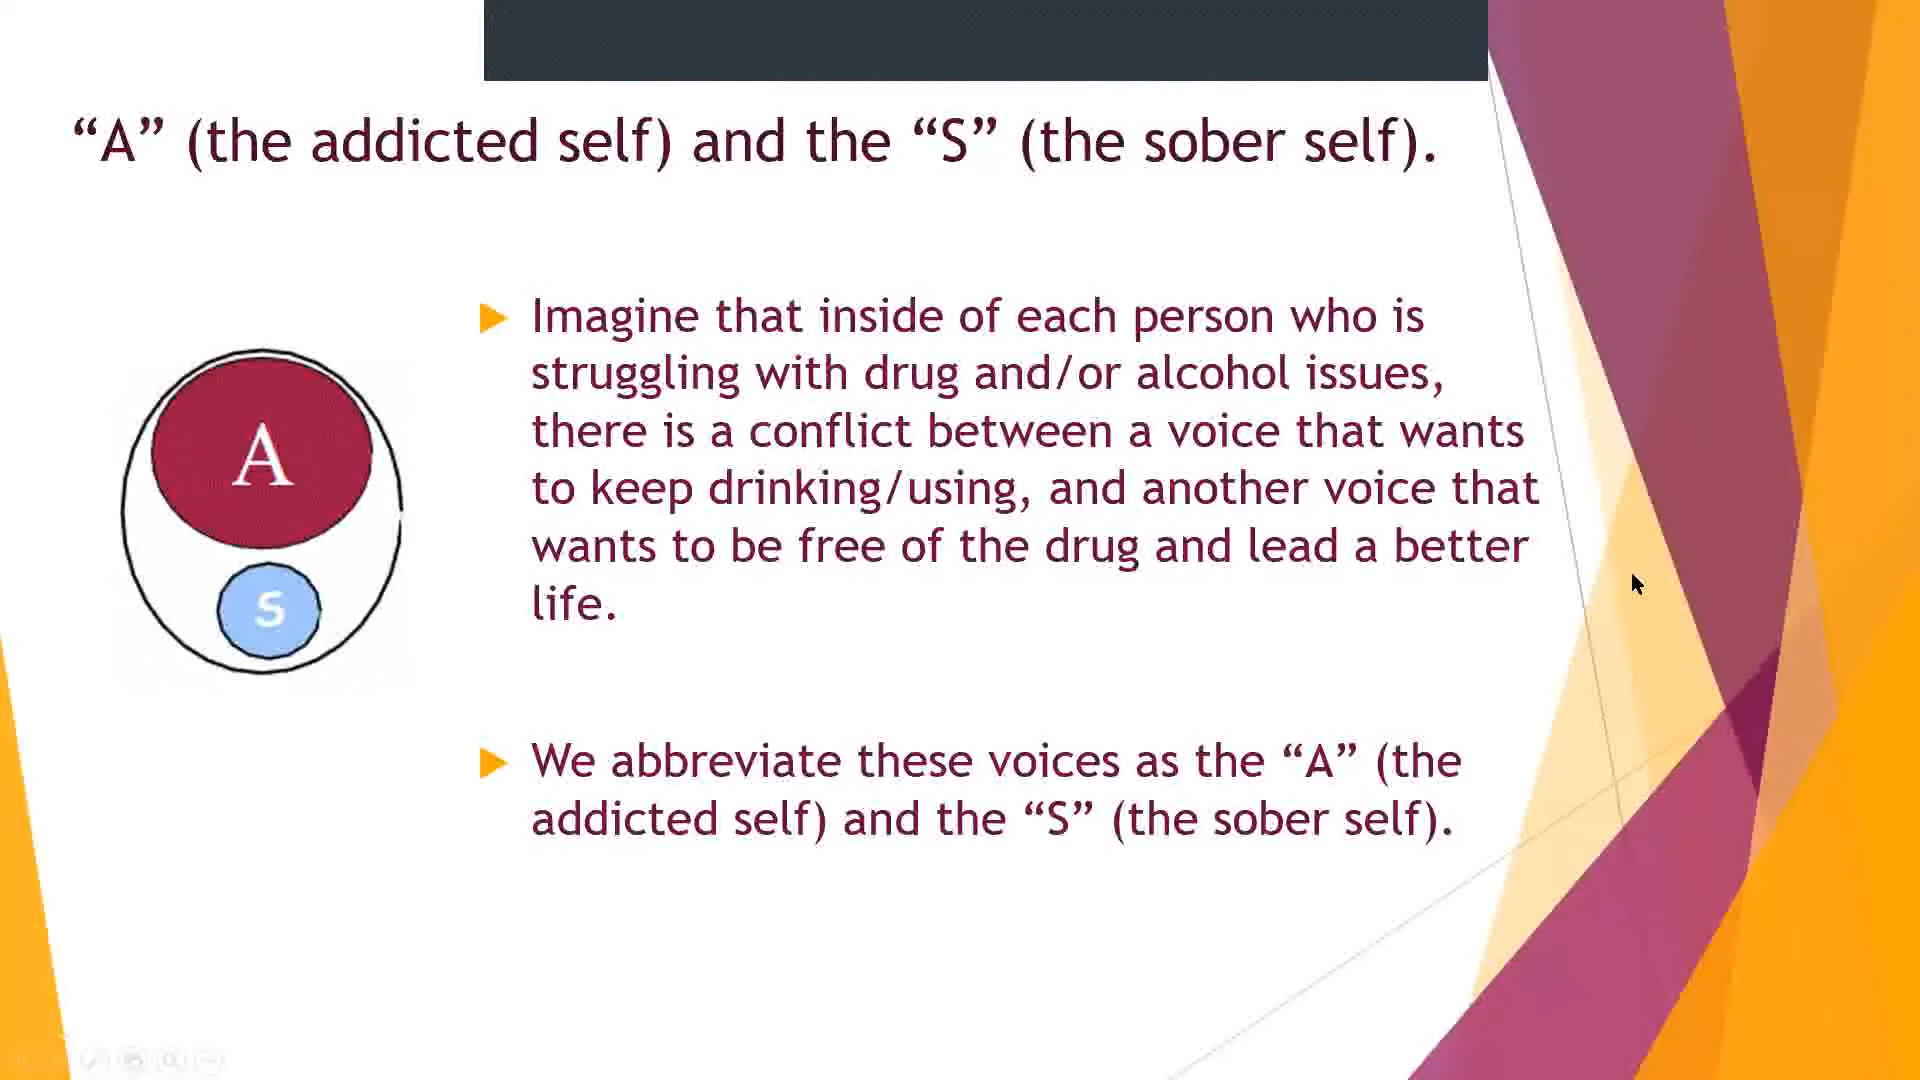 “A” (the addicted self) and the “S” (the sober self).
A
S
Imagine that inside of each person who is
struggling with drug and/or alcohol issues,
there is a conflict between a voice that wants
to keep drinking/using, and another voice that
wants to be free of the drug and lead a better
life.
We abbreviate these voices as the “A” (the
addicted self) and the “S” (the sober self).